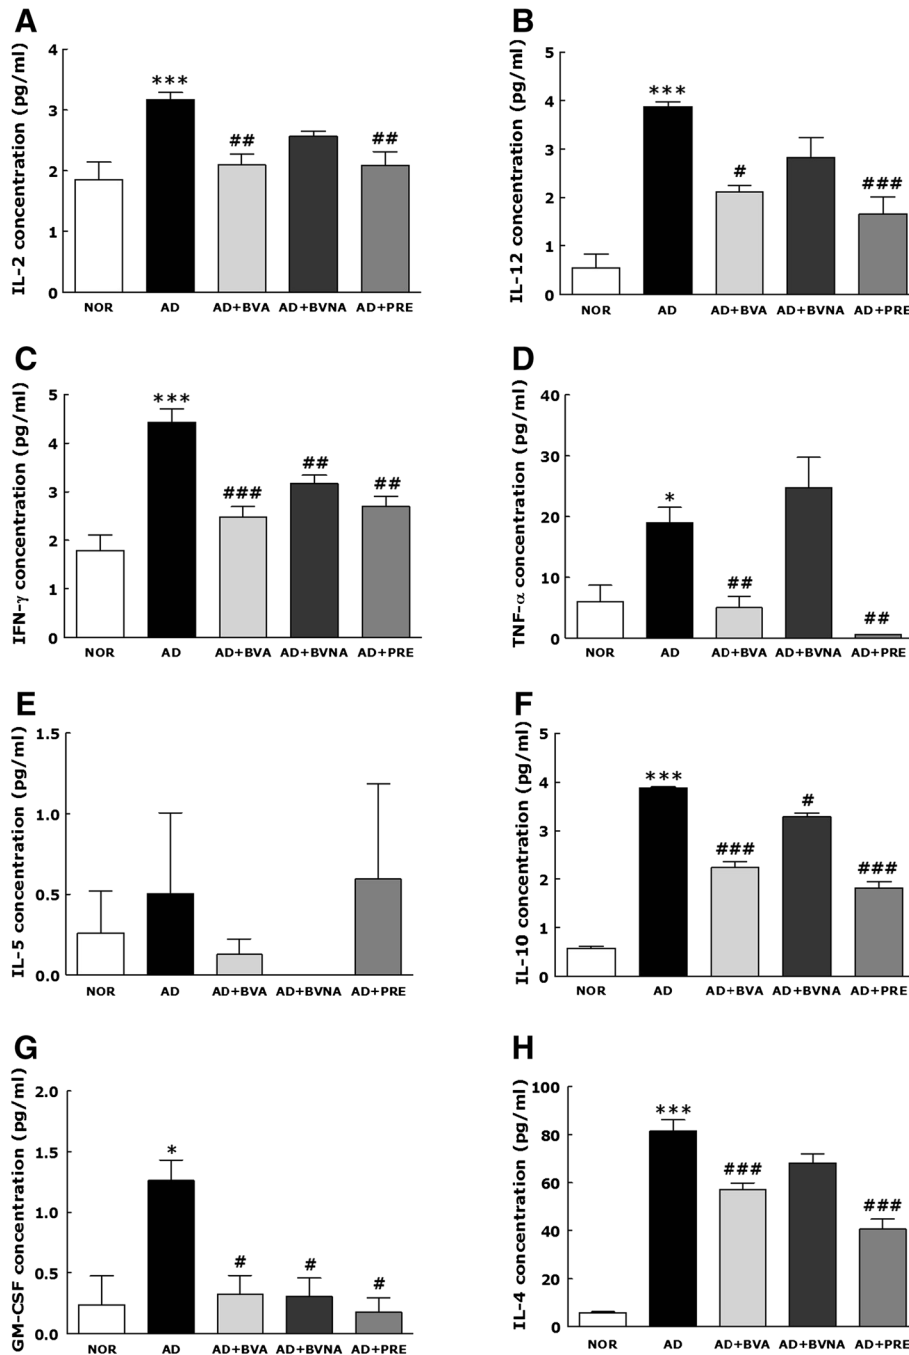 A
IL-2 concentration (pg/ml)
4
3
2
1
0
***
##
##
NOR AD AD+BVA AD+BVNA AD+PRE
B
IL-12 concentration (pg/ml)
5
4
3
2
1
0
***
#
###
NOR AD AD+BVA AD+BVNA AD+PRE
C
IFN-γ concentration (pg/ml)
5
4
3
2
1
0
***
###
##
##
NOR AD AD+BVA AD+BVNA AD+PRE
D
TNF-α concentration (pg/ml)
40
30
20
10
0
*
##
##
NOR AD AD+BVA AD+BVNA AD+PRE
E
IL-5 concentration (pg/ml)
1.5
1.0
0.5
0.0
NOR AD AD+BVA AD+BVNA AD+PRE
F
IL-10 concentration (pg/ml)
5
4
3
2
1
0
***
###
#
###
NOR AD AD+BVA AD+BVNA AD+PRE
G
GM-CSF concentration (pg/ml)
2.0
1.5
1.0
0.5
0.0
*
#
#
#
NOR AD AD+BVA AD+BVNA AD+PRE
H
IL-4 concentration (pg/ml)
100
80
60
40
20
0
***
###
###
NOR AD AD+BVA AD+BVNA AD+PRE